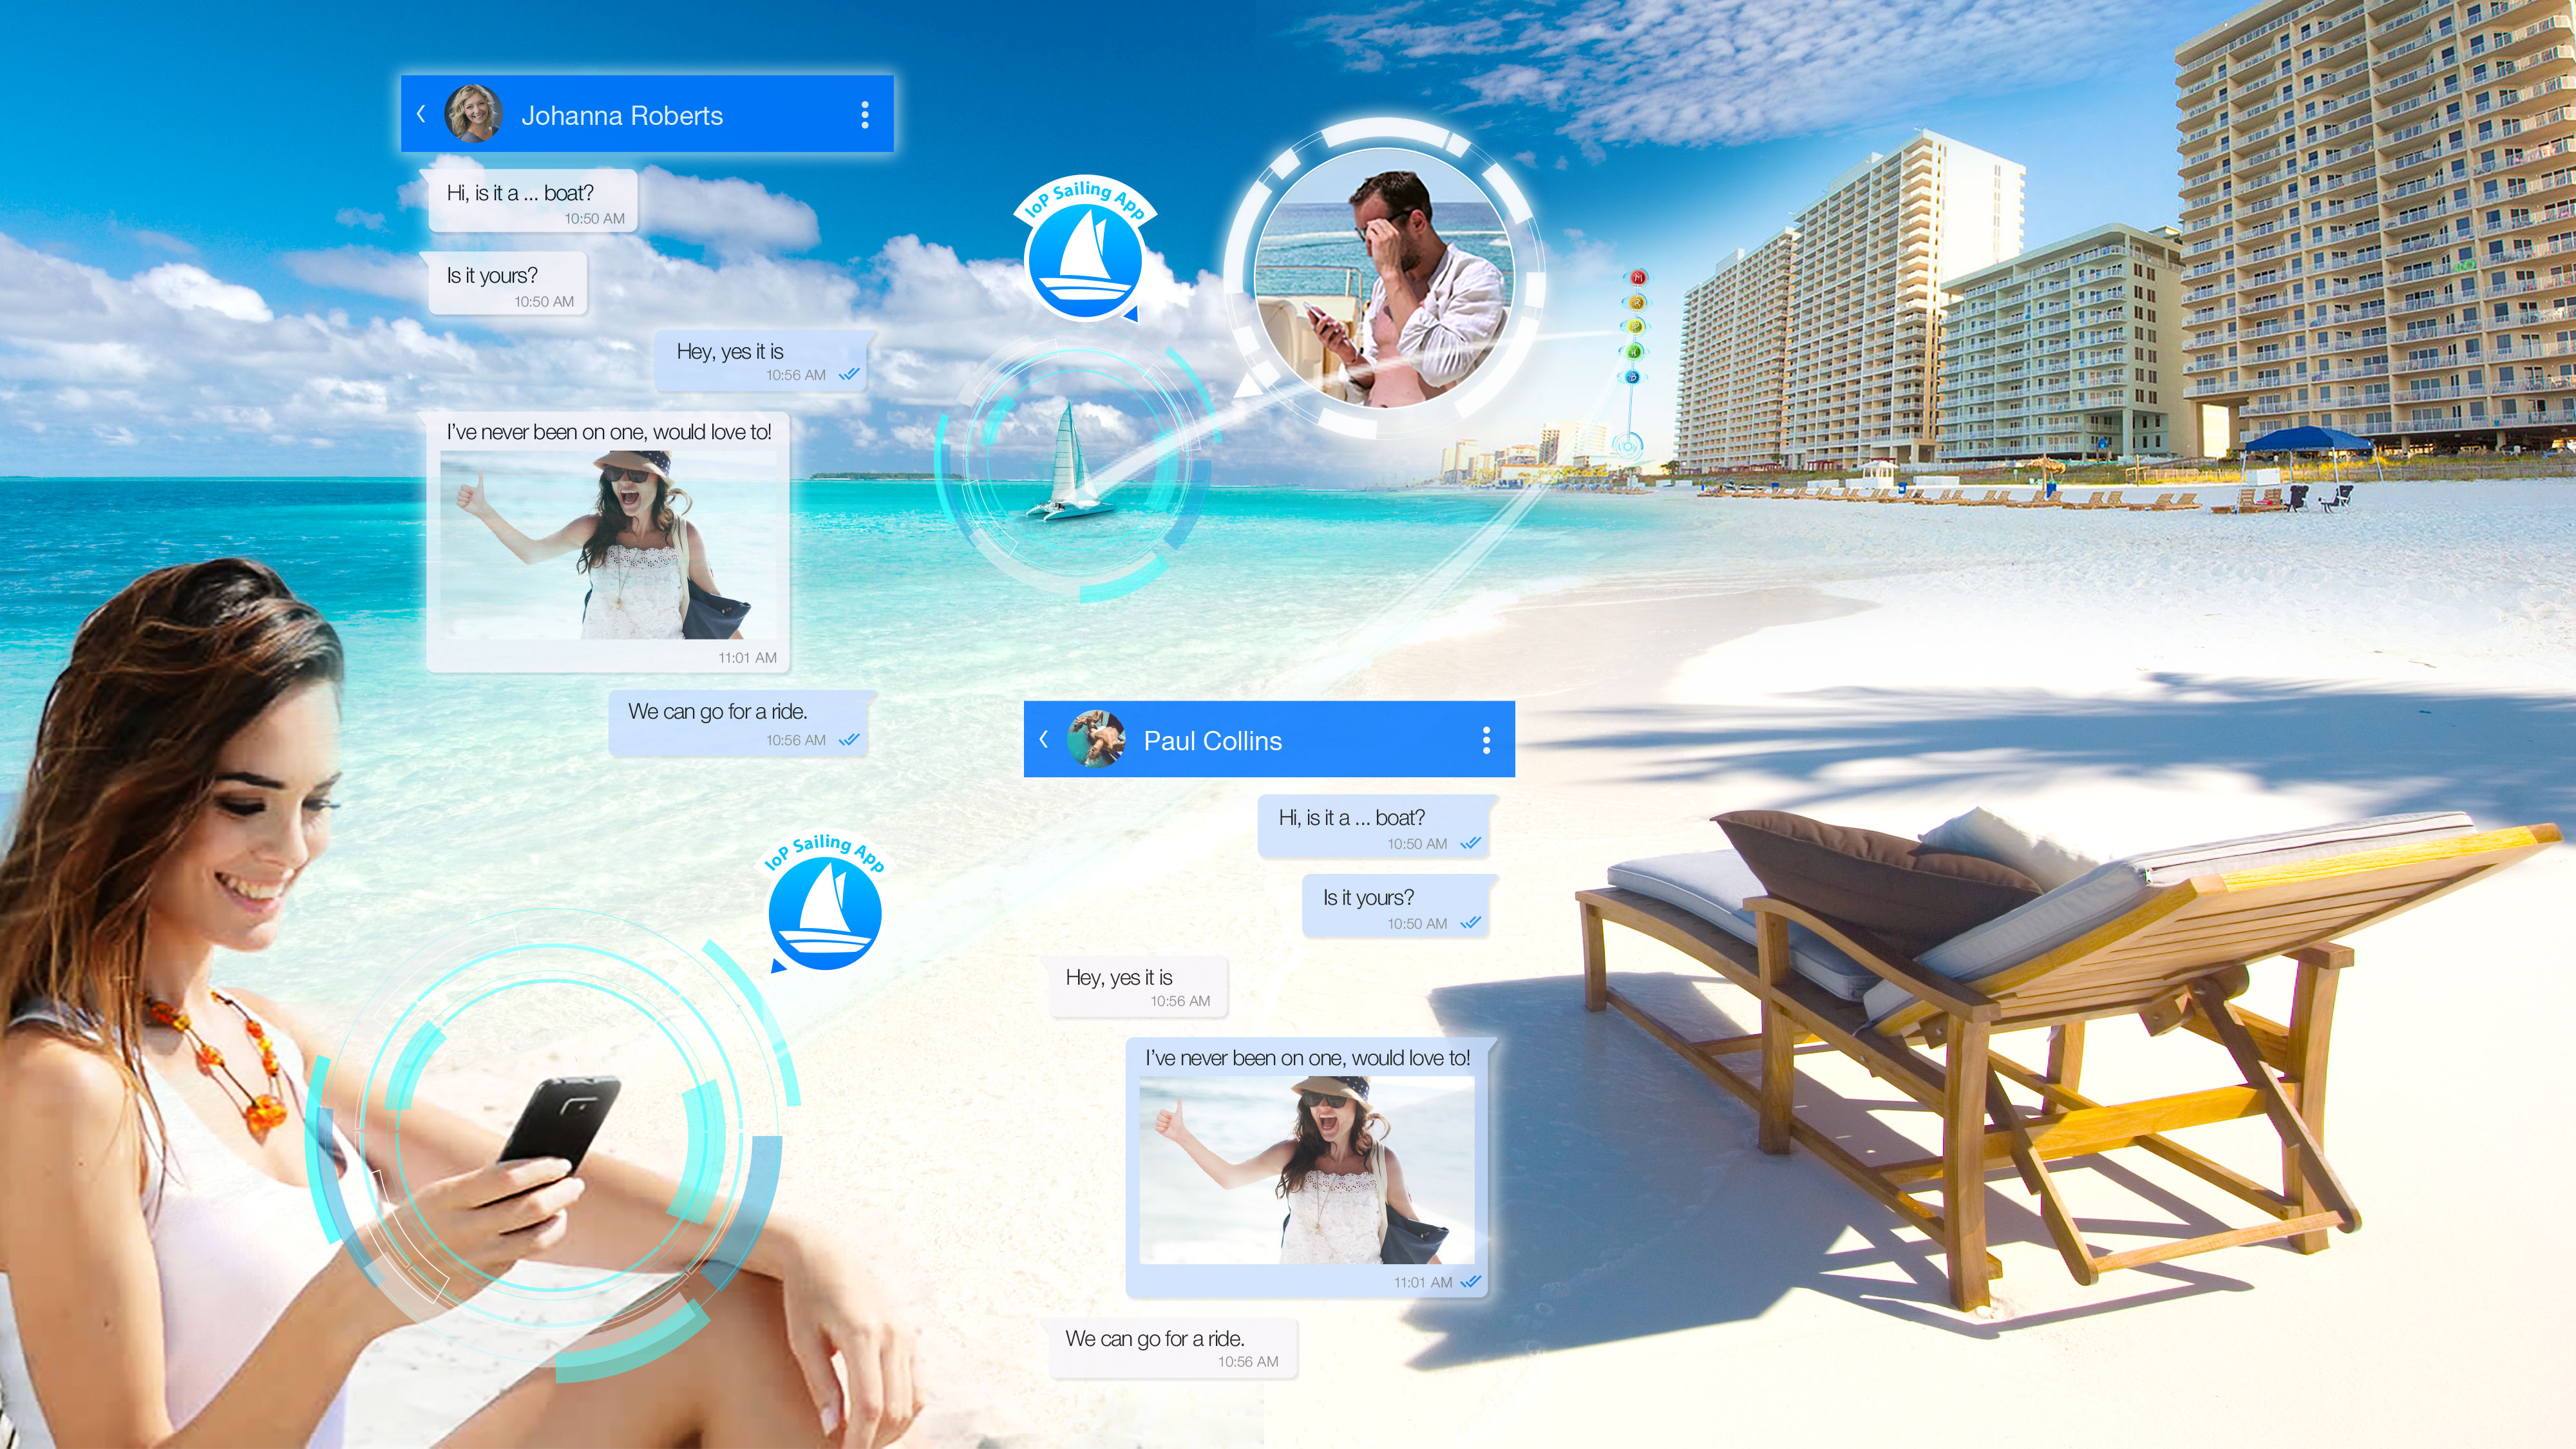 Johanna Roberts
Hi, is it a ... boat?
10:50 AM
Is it yours?
10:50 AM
Hey, yes it is
10:56 AM
I've never been on one, would love to!
11:01 AM
We can go for a ride.
10:56 AM
IoP Sailing App
M
IoP Sailing App
Paul Collins
Hi, is it a ... boat?
10:50 AM
Is it yours?
10:50 AM
Hey, yes it is
10:56 AM
I've never been on one, would love to!
11:01 AM
We can go for a ride.
10:56 AM